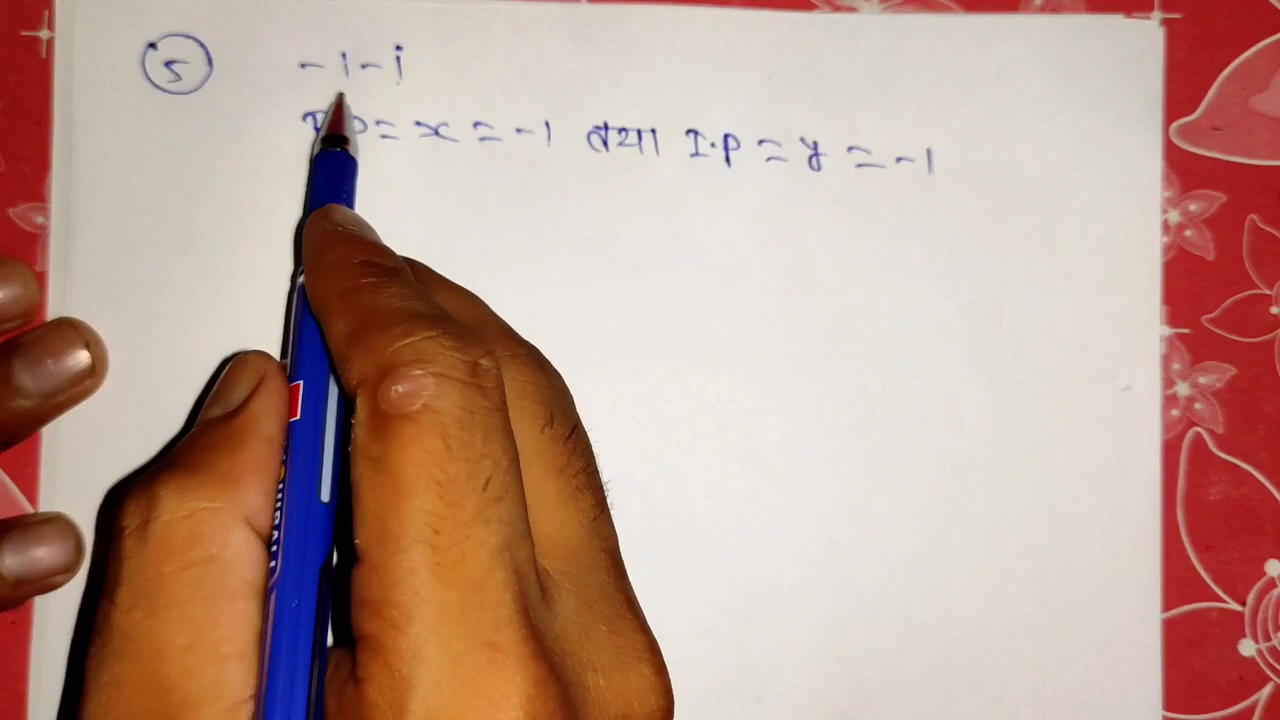 5 -1-i
= x = -1 तथा I.P = y = -1